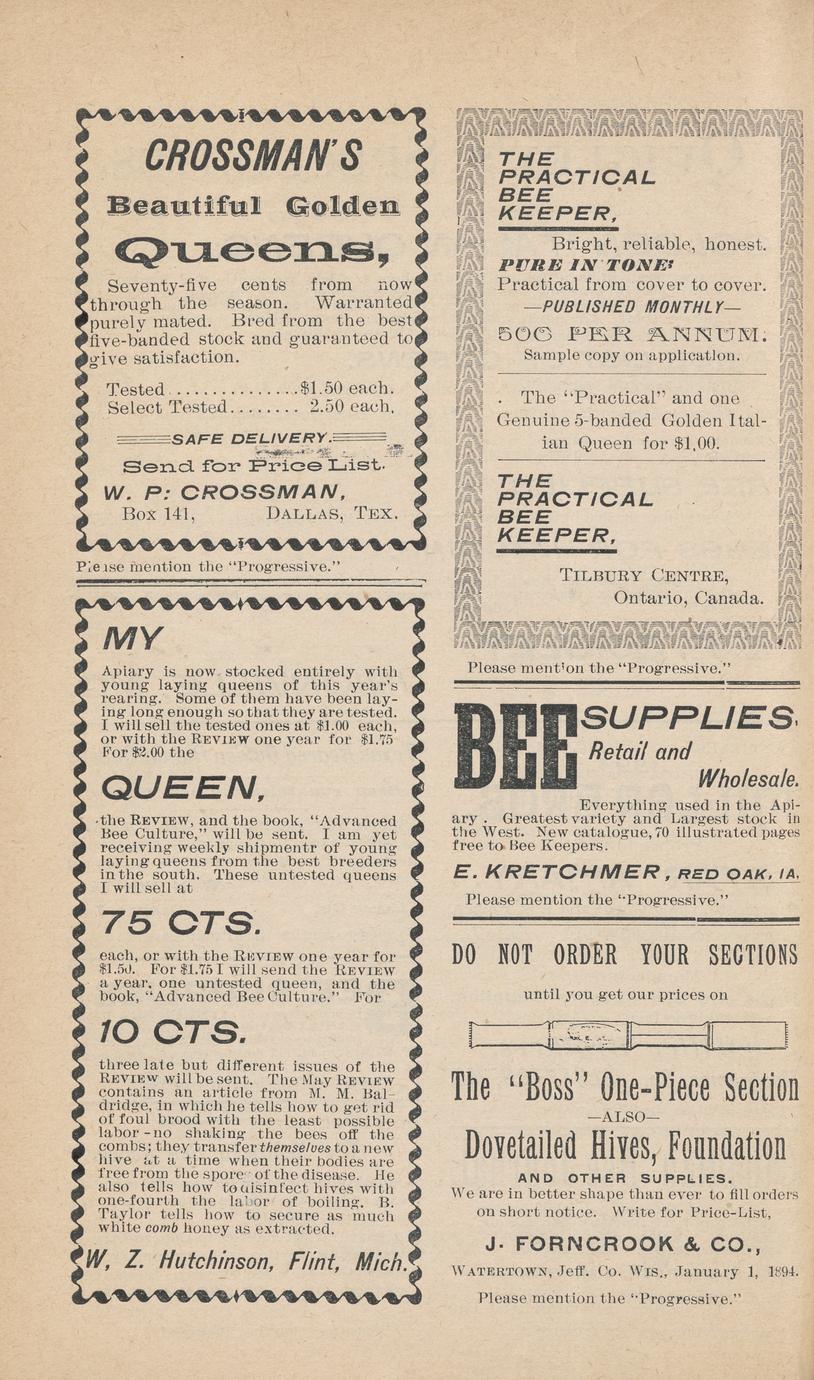 CROSSMAN'S
Beautiful Golden
Queens,
Seventy-five cents from now
through the season. Warranted
purely mated. Bred from the best
five-banded stock and guaranteed to
give satisfaction.
Tested..............$1.50 each.
Select Tested........ 2.50 each.
SAFE DELIVERY.
Send for Price List.
W. P: CROSSMAN,
Box 141, DALLAS, TEX.
Please mention the "Progressive."
MY
Apiary is now stocked entirely with
young laying queens of this year's
rearing. Some of them have been lay-
ing long enough so that they are tested.
I will sell the tested ones at $1.00 each,
or with the REVIEW one year for $1.75
For $2.00 the
QUEEN,
the REVIEW, and the book, "Advanced
Bee Culture," will be sent. I am yet
receiving weekly shipmentr of young
laying queens from the best breeders
in the south. These untested queens
I will sell at
75 CTS.
each, or with the REVIEW one year for
$1.50. For $1.75 I will send the REVIEW
a year, one untested queen, and the
book, "Advanced Bee Culture." For
10 CTS.
three late but different issues of the
REVIEW will be sent. The May REVIEW
contains an article from M. M. Bal-
dridge, in which he tells how to get rid
of foul brood with the least possible
labor-no shaking the bees off the
combs; they transfer themselves to a new
hive at a time when their bodies are
free from the spores of the disease. He
also tells how to disinfect hives with
one-fourth the labor of boiling. B.
Taylor tells how to secure as much
white comb honey as extracted.
W, Z. Hutchinson, Flint, Mich.
THE
PRACTICAL
BEE
KEEPER,
Bright, reliable, honest.
PURE IN TONE!
Practical from cover to cover.
—PUBLISHED MONTHLY—
50C PER ANNUM.
Sample copy on application.
The "Practical" and one
Genuine 5-banded Golden Ital-
ian Queen for $1.00.
THE
PRACTICAL
BEE
KEEPER,
TILBURY CENTRE,
Ontario, Canada.
Please mention the "Progressive."
BEE SUPPLIES.
Retail and
Wholesale.
Everything used in the Api-
ary. Greatest variety and Largest stock in
the West. New catalogue, 70 illustrated pages
free to Bee Keepers.
E. KRETCHMER, RED OAK, IA.
Please mention the "Progressive."
DO NOT ORDER YOUR SECTIONS
until you get our prices on
The "Boss" One-Piece Section
—ALSO—
Dovetailed Hives, Foundation
AND OTHER SUPPLIES.
We are in better shape than ever to fill orders
on short notice. Write for Price-List,
J. FORNCROOK & CO.,
WATERTOWN, Jeff. Co. WIS., January 1, 1894.
Please mention the "Progressive."